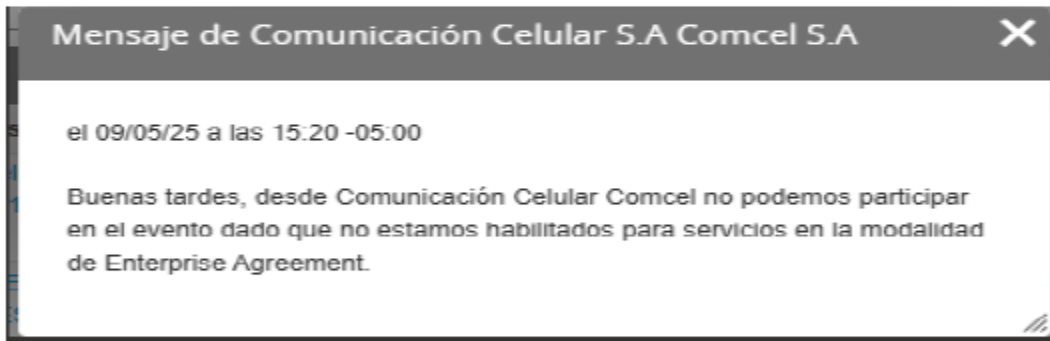 Mensaje de Comunicación Celular S.A Comcel S.A
el 09/05/25 a las 15:20 -05:00
Buenas tardes, desde Comunicación Celular Comcel no podemos participar
en el evento dado que no estamos habilitados para servicios en la modalidad
de Enterprise Agreement.